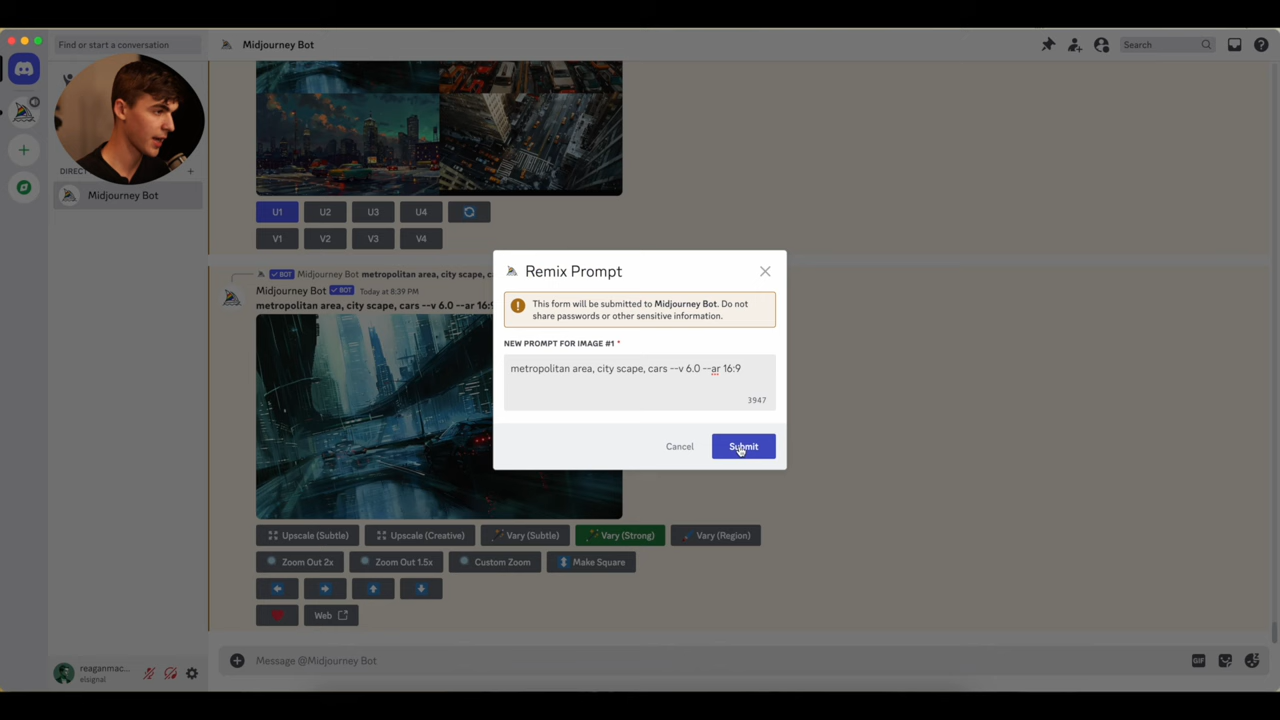 Find or start a conversation
Midjourney Bot
Search
DIRECT
Midjourney Bot
U1 U2 U3 U4
V1 V2 V3 V4
BOT Midjourney Bot metropolitan area, city scape, c
Midjourney Bot BOT Today at 8:39 PM
metropolitan area, city scape, cars --v 6.0 --ar 16:9
Remix Prompt
This form will be submitted to Midjourney Bot. Do not
share passwords or other sensitive information.
NEW PROMPT FOR IMAGE #1 *
metropolitan area, city scape, cars --v 6.0 --ar 16:9
3947
Cancel Submit
Upscale (Subtle) Upscale (Creative) Vary (Subtle) Vary (Strong) Vary (Region)
Zoom Out 2x Zoom Out 1.5x Custom Zoom Make Square
Web
reaganmac...
elsignal
Message @Midjourney Bot
GIF